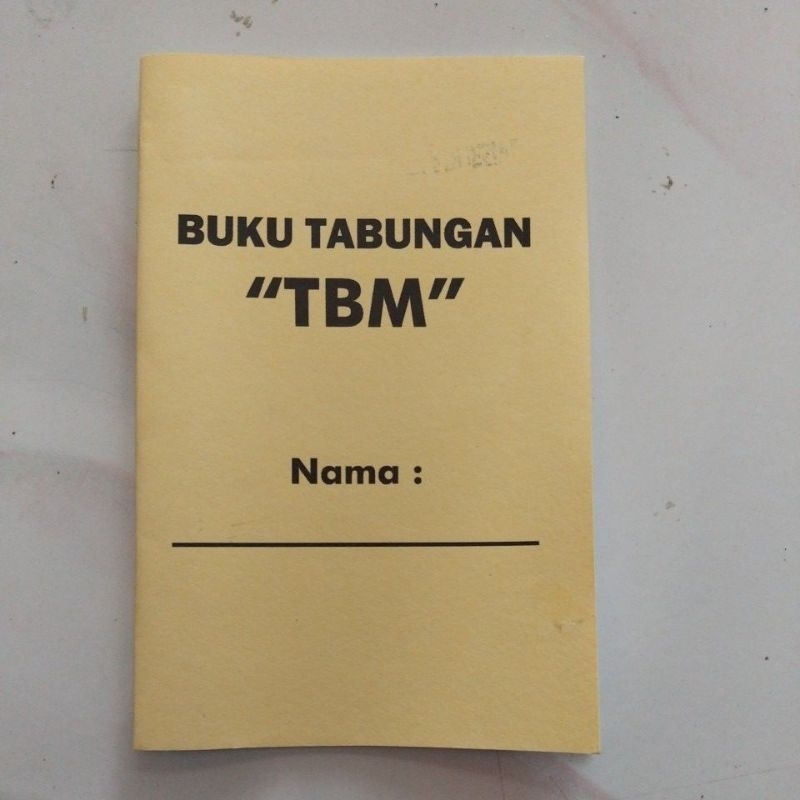 BUKU TABUNGAN
“TBM”
Nama :